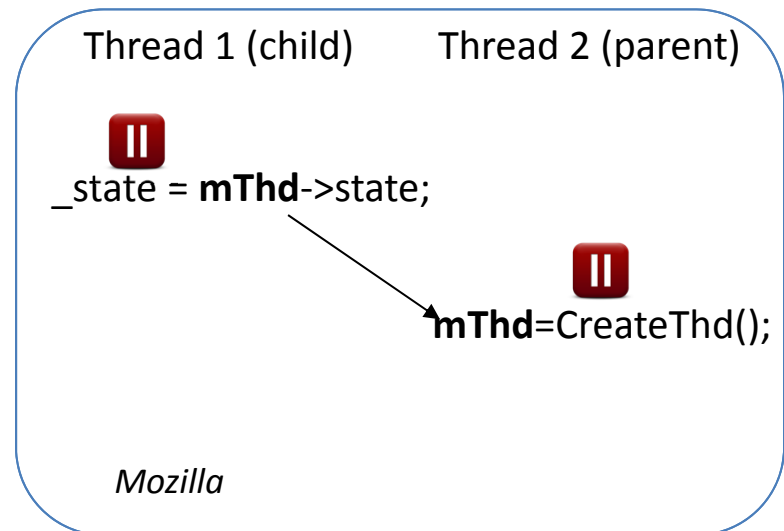 Thread 1 (child) Thread 2 (parent)
_state = mThd->state;
mThd=CreateThd();
Mozilla